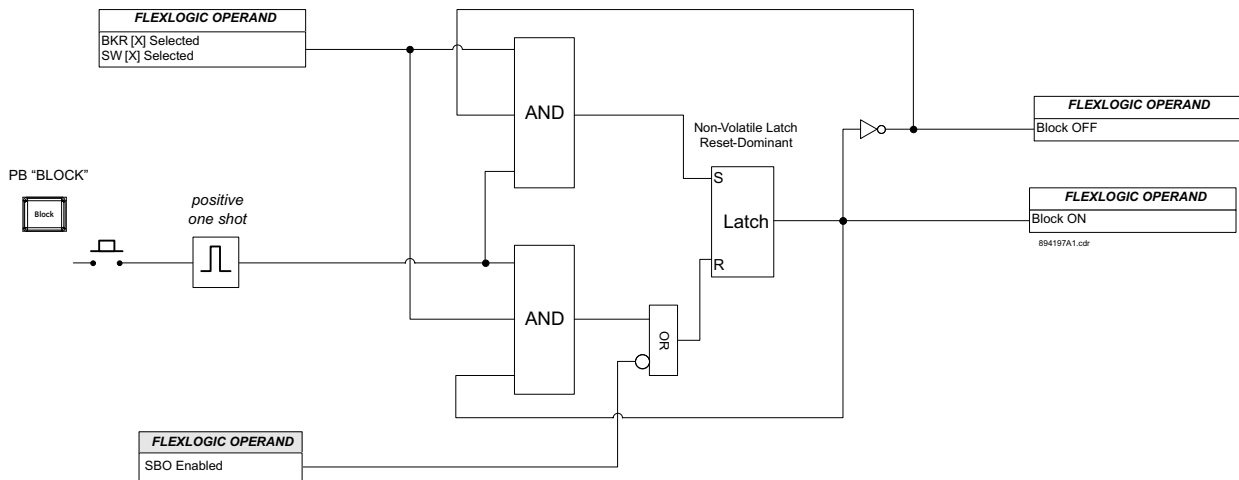 FLEXLOGIC OPERAND
BKR [X] Selected
SW [X] Selected
AND
Non-Volatile Latch
Reset-Dominant
FLEXLOGIC OPERAND
Block OFF
PB “BLOCK”
Block
positive
one shot
S
Latch
R
FLEXLOGIC OPERAND
Block ON
894197A1.cdr
AND
OR
FLEXLOGIC OPERAND
SBO Enabled